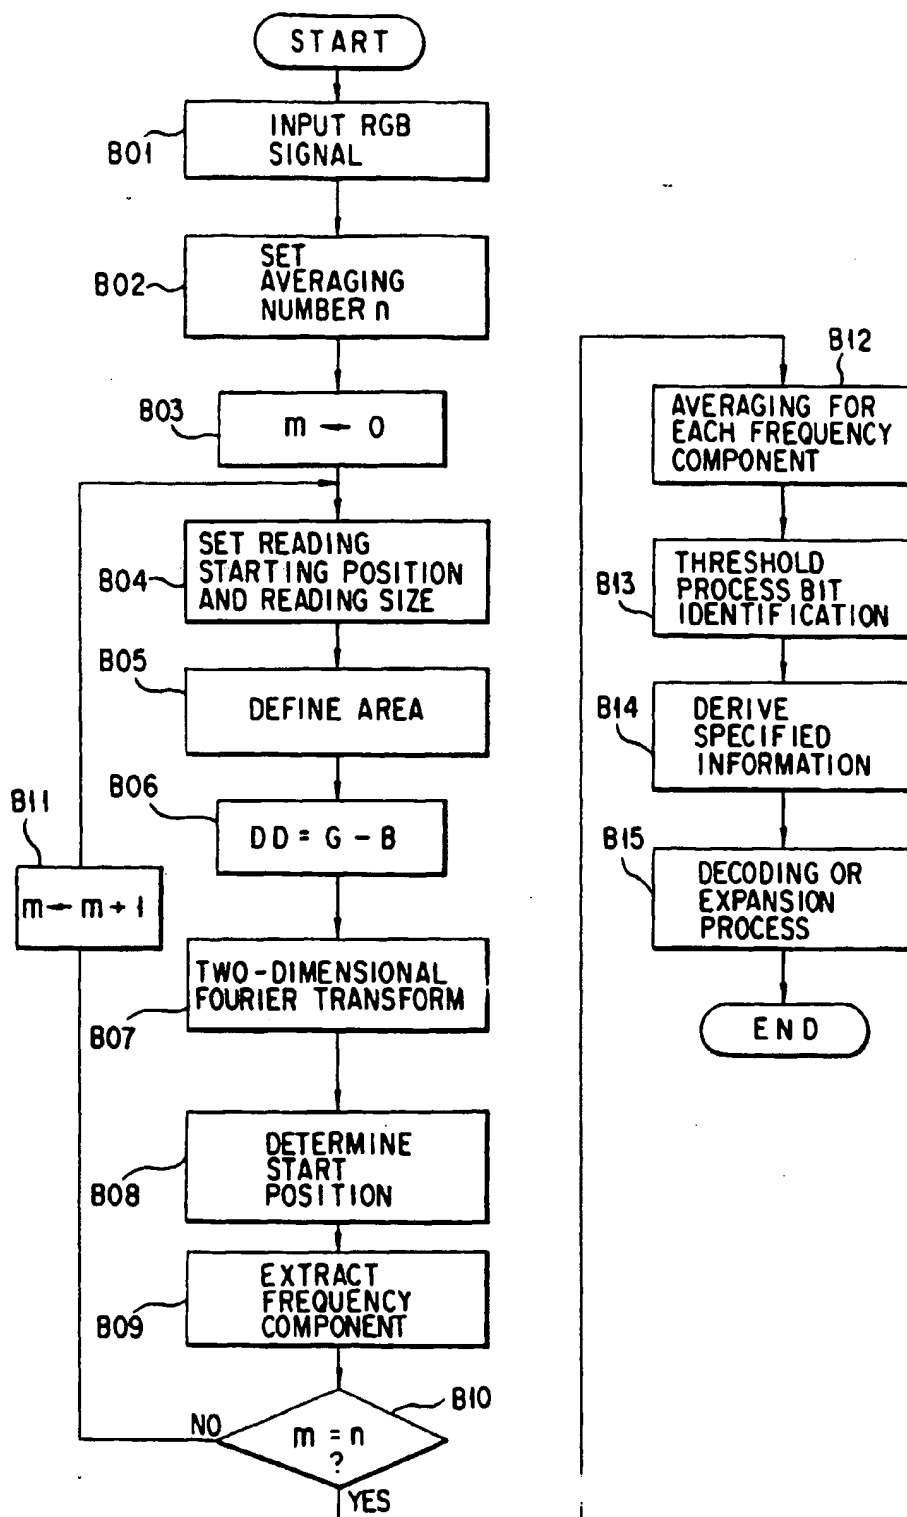 START
INPUT RGB
SIGNAL
B01
SET
AVERAGING
NUMBER n
B02
B03
m ← 0
SET READING
STARTING POSITION
AND READING SIZE
B04
B05
DEFINE AREA
B06
DD = G - B
B11
m ← m + 1
TWO-DIMENSIONAL
FOURIER TRANSFORM
B07
DETERMINE
START
POSITION
B08
EXTRACT
FREQUENCY
COMPONENT
B09
B10
NO
m = n
?
YES
B12
AVERAGING FOR
EACH FREQUENCY
COMPONENT
THRESHOLD
PROCESS BIT
IDENTIFICATION
B13
B14
DERIVE
SPECIFIED
INFORMATION
B15
DECODING OR
EXPANSION
PROCESS
END